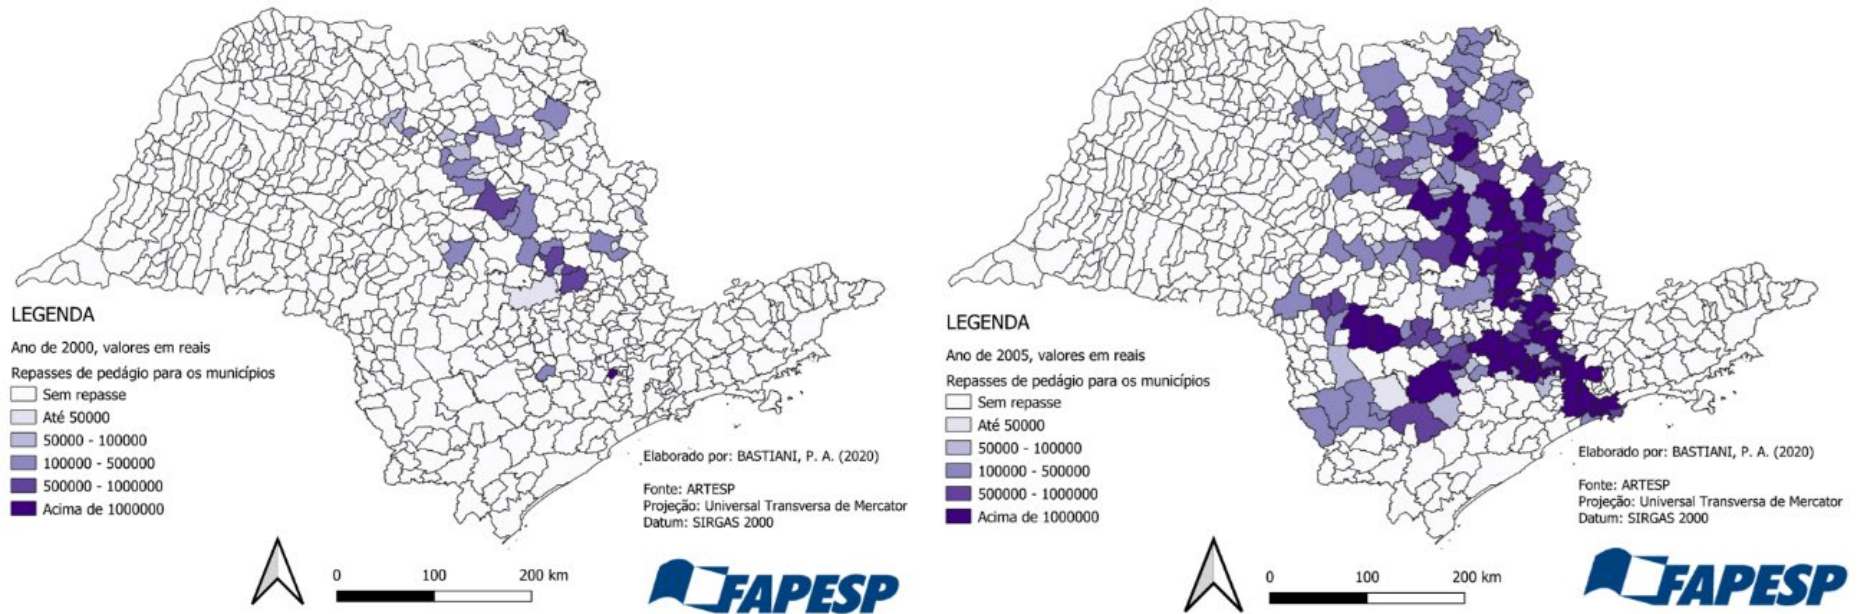 LEGENDA
Ano de 2000, valores em reais
Repasses de pedágio para os municípios
Sem repasse
Até 50000
50000 - 100000
100000 - 500000
500000 - 1000000
Acima de 1000000
Elaborado por: BASTIANI, P. A. (2020)
Fonte: ARTESP
Projeção: Universal Transversa de Mercator
Datum: SIRGAS 2000
0 100 200 km
FAPESP
LEGENDA
Ano de 2005, valores em reais
Repasses de pedágio para os municípios
Sem repasse
Até 50000
50000 - 100000
100000 - 500000
500000 - 1000000
Acima de 1000000
Elaborado por: BASTIANI, P. A. (2020)
Fonte: ARTESP
Projeção: Universal Transversa de Mercator
Datum: SIRGAS 2000
0 100 200 km
FAPESP